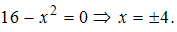 16 − x² = 0 ⇒ x = ±4.